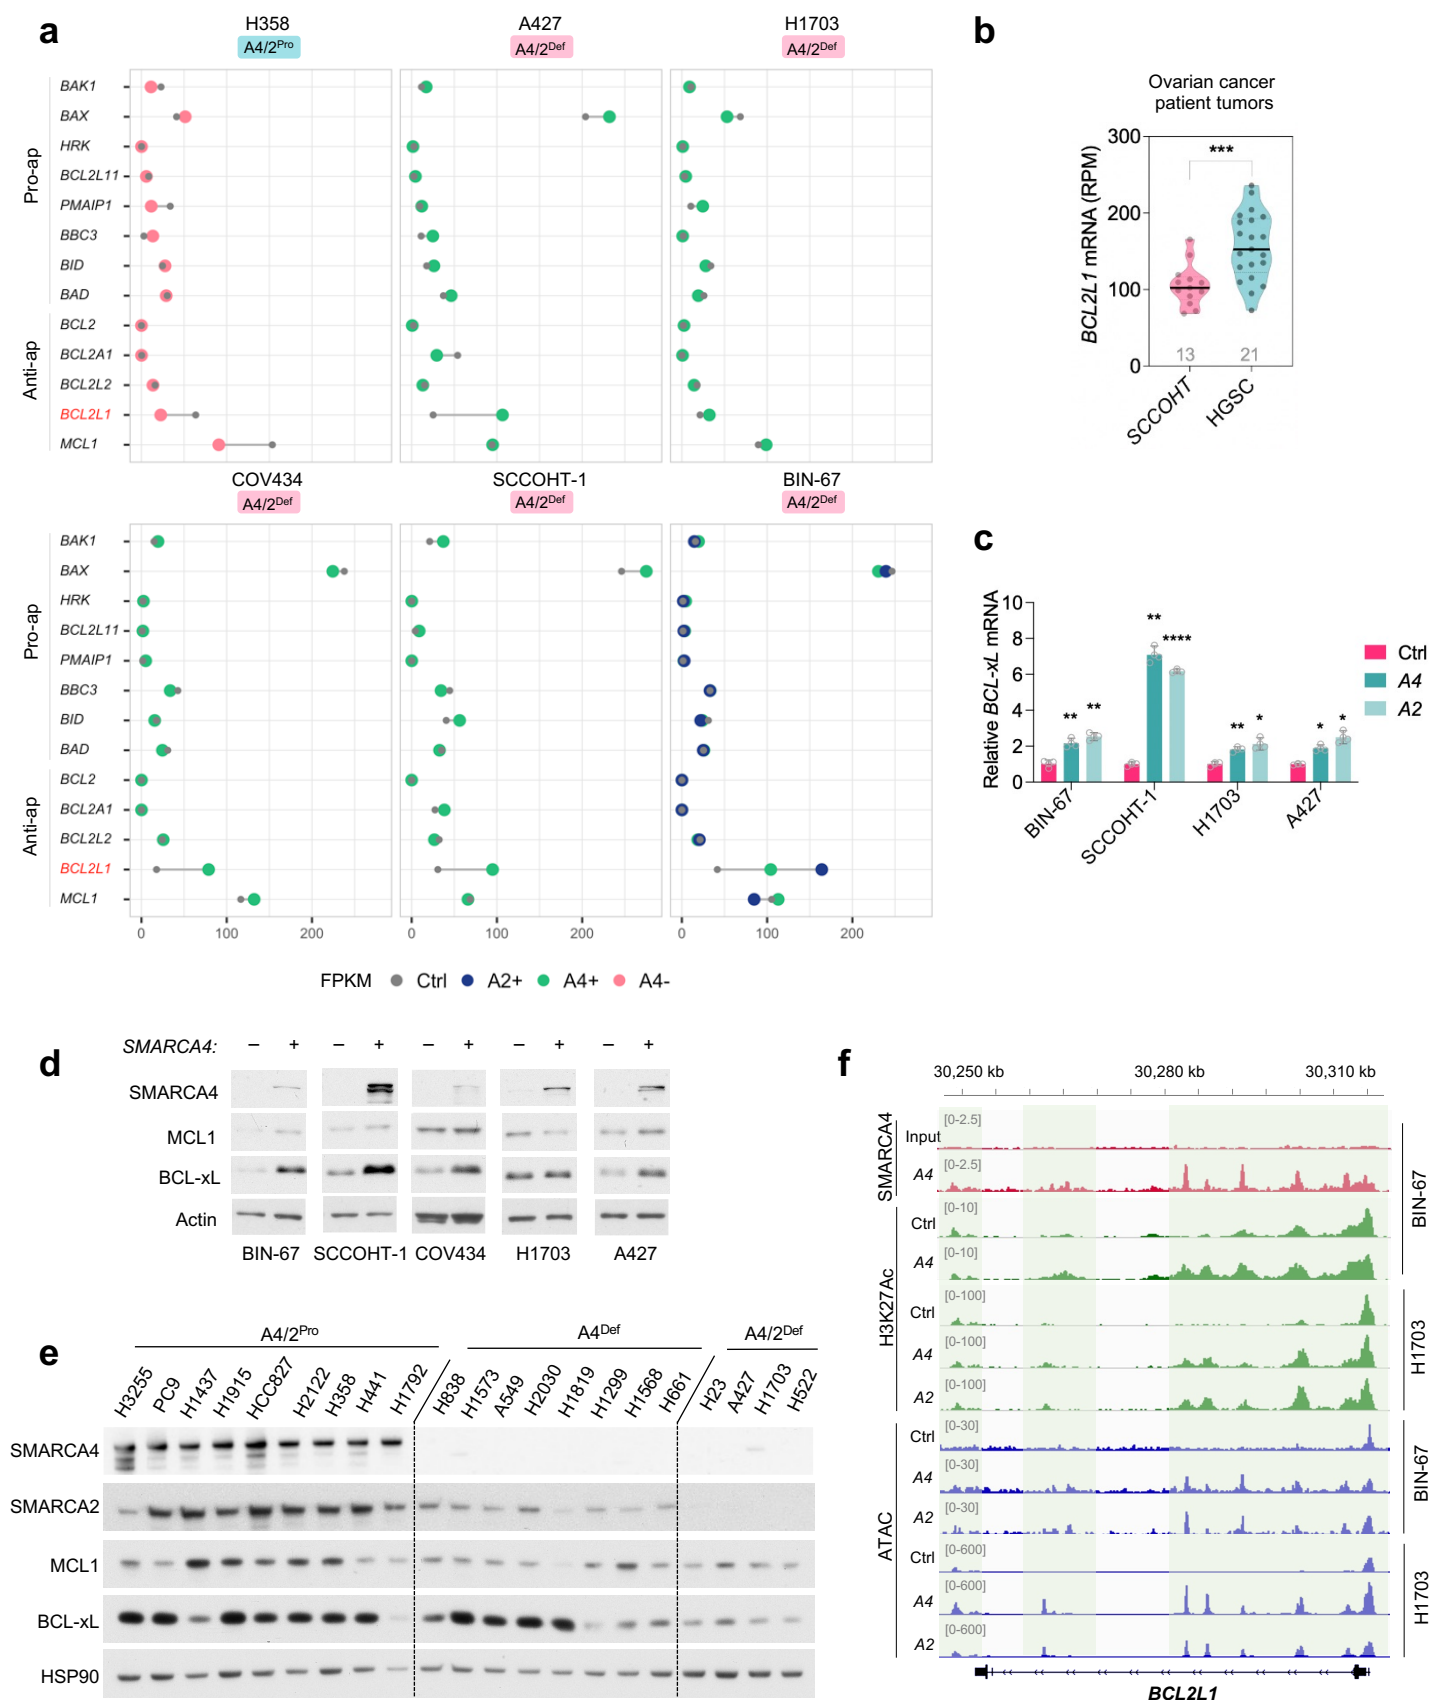 a
H358
A4/2Pro
A427
A4/2Def
H1703
A4/2Def
Pro-ap
BAK1
BAX
HRK
BCL2L11
PMAIP1
BBC3
BID
BAD
Anti-ap
BCL2
BCL2A1
BCL2L2
BCL2L1
MCL1
COV434
A4/2Def
SCCOHT-1
A4/2Def
BIN-67
A4/2Def
Pro-ap
BAK1
BAX
HRK
BCL2L11
PMAIP1
BBC3
BID
BAD
Anti-ap
BCL2
BCL2A1
BCL2L2
BCL2L1
MCL1
0 100 200 0 100 200 0 100 200
FPKM Ctrl A2+ A4+ A4-
b
Ovarian cancer
patient tumors
BCL2L1 mRNA (RPM)
300
200
100
0
***
13 21
SCCOHT HGSC
c
Relative BCL-xL mRNA
10
8
6
4
2
0
** ** ** **** ** * * *
BIN-67 SCCOHT-1 H1703 A427
Ctrl
A4
A2
d
SMARCA4: – + – + – + – + – +
SMARCA4
MCL1
BCL-xL
Actin
BIN-67 SCCOHT-1 COV434 H1703 A427
e
A4/2Pro A4Def A4/2Def
H3255 PC9 H1437 H1915 HCC827 H2122 H358 H441 H1792 H838 H1573 A549 H2030 H1819 H1299 H1568 H661 H23 A427 H1703 H522
SMARCA4
SMARCA2
MCL1
BCL-xL
HSP90
f
30,250 kb 30,280 kb 30,310 kb
SMARCA4
Input [0-2.5]
A4 [0-2.5]
H3K27Ac
Ctrl [0-10]
A4 [0-10]
BIN-67
Ctrl [0-100]
A4 [0-100]
A2 [0-100]
H1703
ATAC
Ctrl [0-30]
A4 [0-30]
A2 [0-30]
BIN-67
Ctrl [0-600]
A4 [0-600]
A2 [0-600]
H1703
BCL2L1